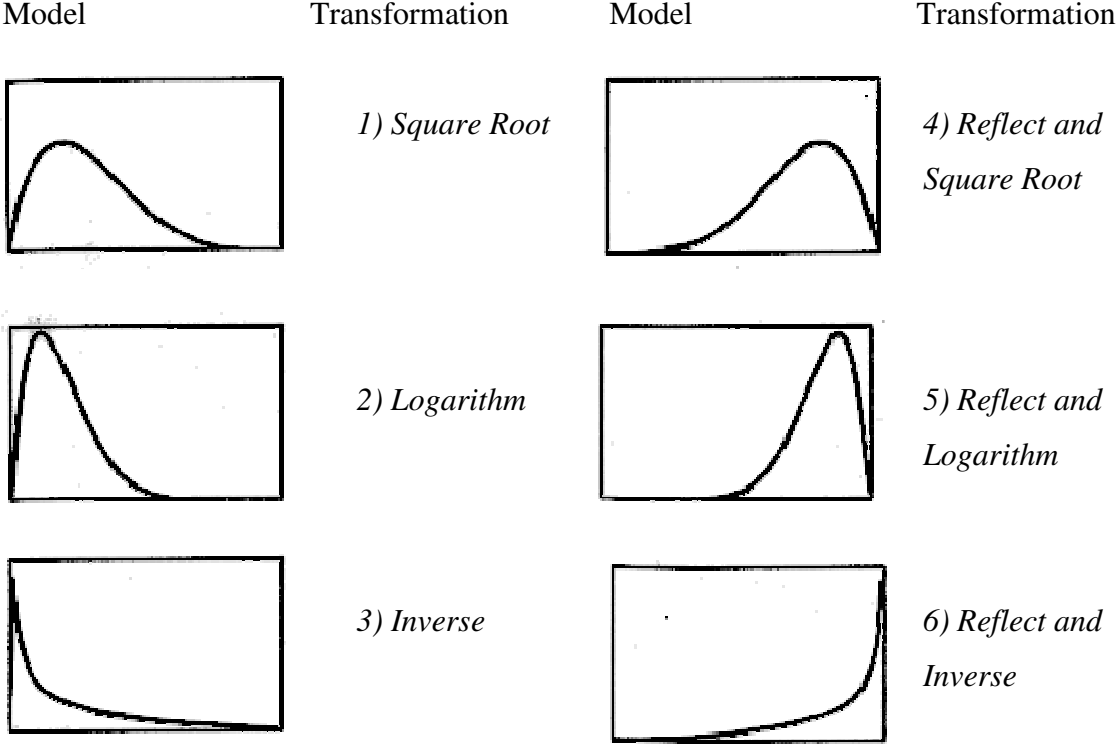 Model Transformation Model Transformation
1) Square Root
4) Reflect and
Square Root
2) Logarithm
5) Reflect and
Logarithm
3) Inverse
6) Reflect and
Inverse